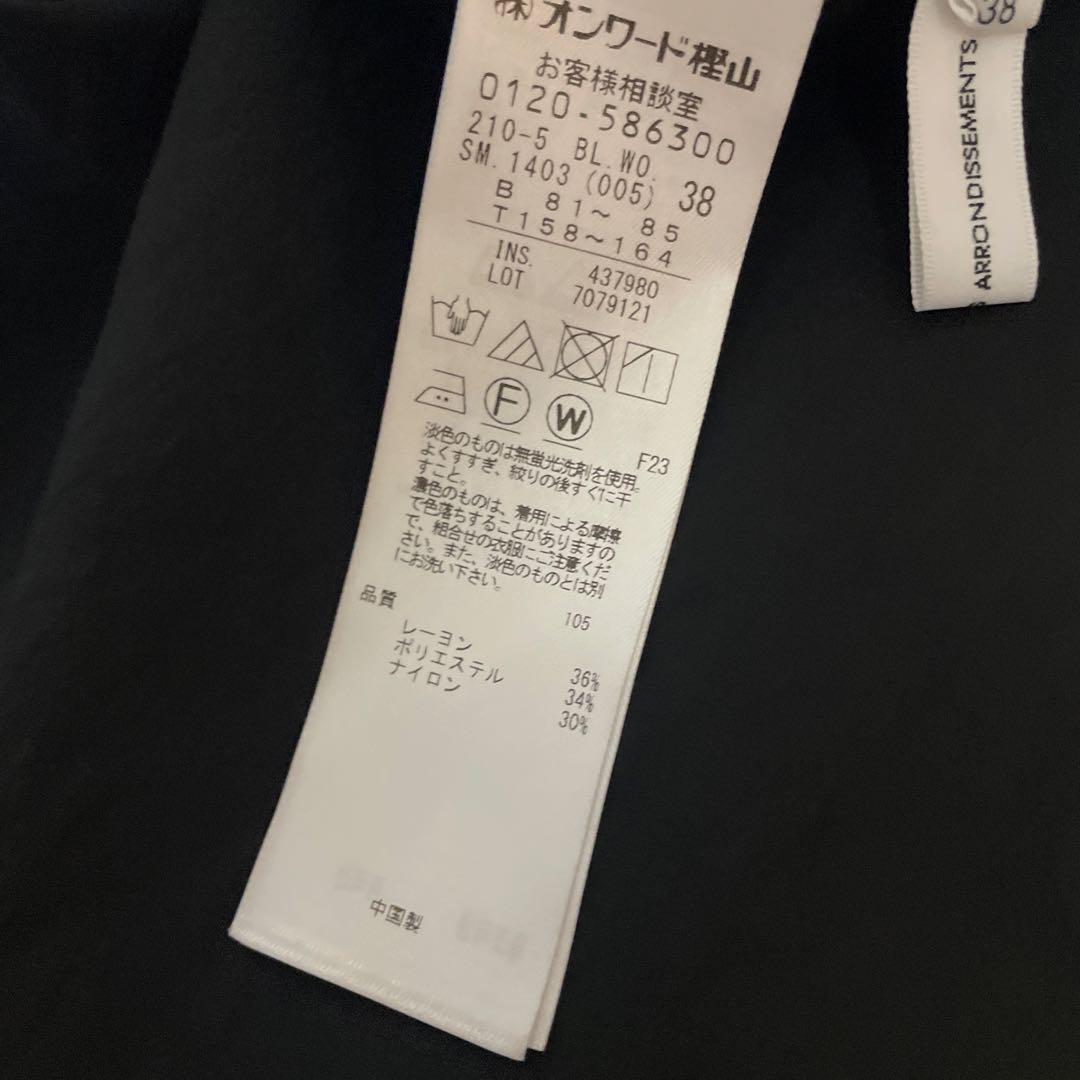 (株)オンワード樫山
お客様相談室
0120-586300
210-5 BL.WO.
SM.1403 (005) 38
B 81～ 85
T 158～164
INS. 437980
LOT 7079121
F
W
F23
淡色のものは無蛍光洗剤を使用。
よくすすぎ、絞りの後すぐに干
すこと。
濃色のものは、着用による摩擦
で色落ちすることがありますの
で、組合せの衣服にご注意くだ
さい。また、淡色のものとは別
にお洗い下さい。
105
品質
レーヨン 36%
ポリエステル 34%
ナイロン 30%
中国製
38
S ARRONDISSEMENTS